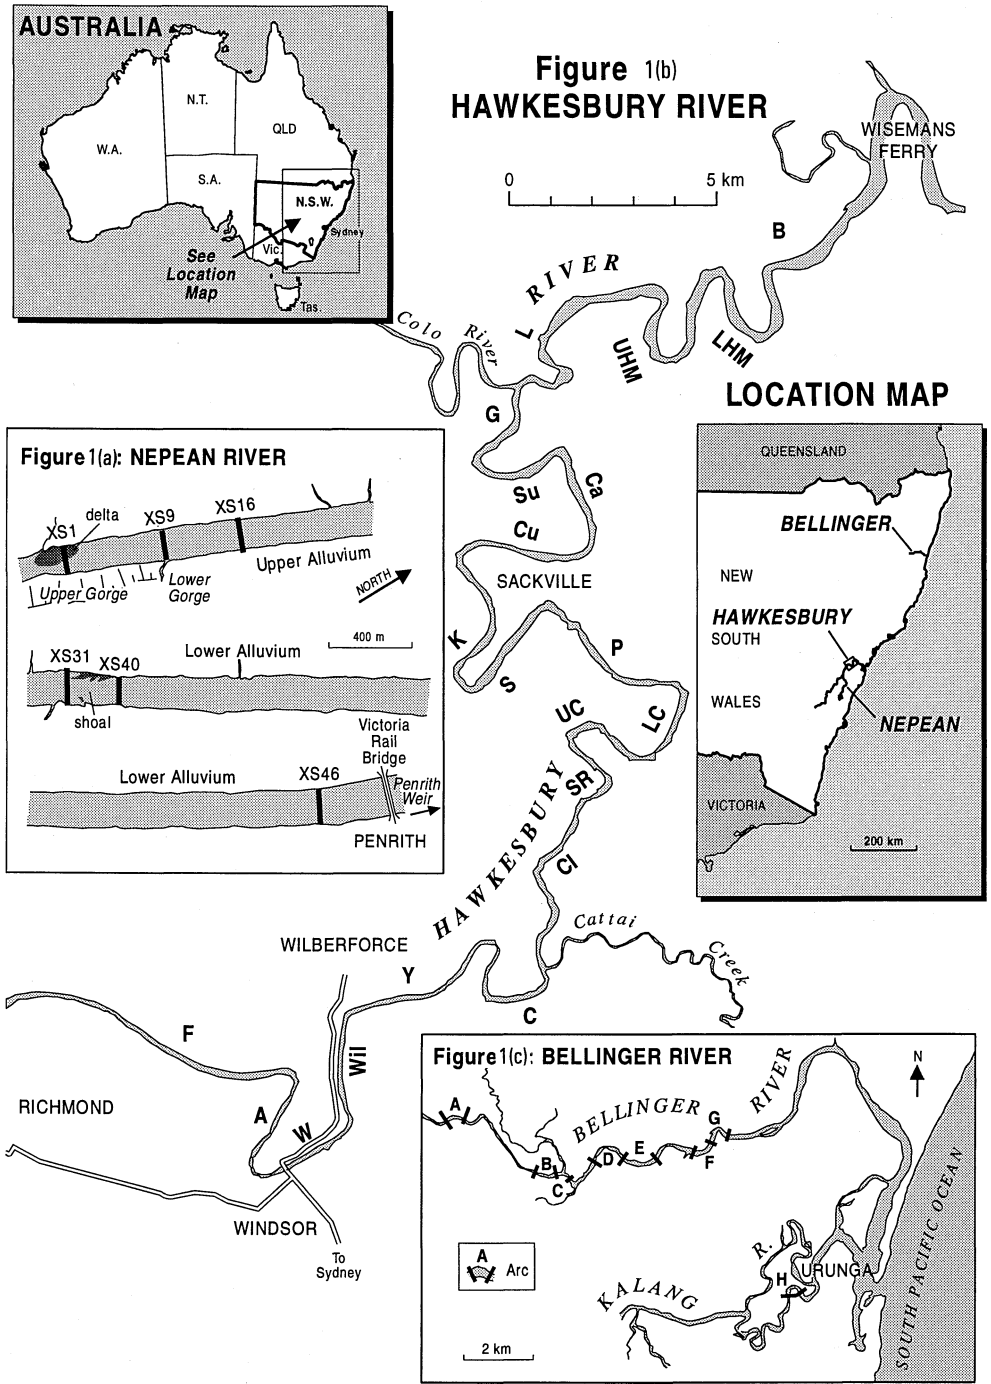 AUSTRALIA
N.T.
QLD
W.A.
S.A.
N.S.W.
Sydney
See
Location
Map
Vic.
Tas.
Figure 1(b)
HAWKESBURY RIVER
0 5 km
WISEMANS
FERRY
B
RIVER
L
UHM
LHM
Colo River
G
Su
Ca
Cu
SACKVILLE
K
S
P
UC
LC
SR
HAWKESBURY
Cl
Cattai Creek
WILBERFORCE
Y
C
F
Wil
RICHMOND
A
W
WINDSOR
To
Sydney
Figure 1(a): NEPEAN RIVER
XS1
delta
XS9
XS16
Upper Alluvium
Upper Gorge
Lower
Gorge
NORTH
400 m
XS31
XS40
Lower Alluvium
shoal
Victoria
Rail
Bridge
Lower Alluvium
XS46
Penrith
Weir
PENRITH
LOCATION MAP
QUEENSLAND
BELLINGER
NEW
HAWKESBURY
SOUTH
WALES
NEPEAN
VICTORIA
200 km
Figure 1(c): BELLINGER RIVER
N
A
BELLINGER RIVER
B
C
D
E
F
G
A
Arc
R.
H
URUNGA
KALANG
SOUTH PACIFIC OCEAN
2 km